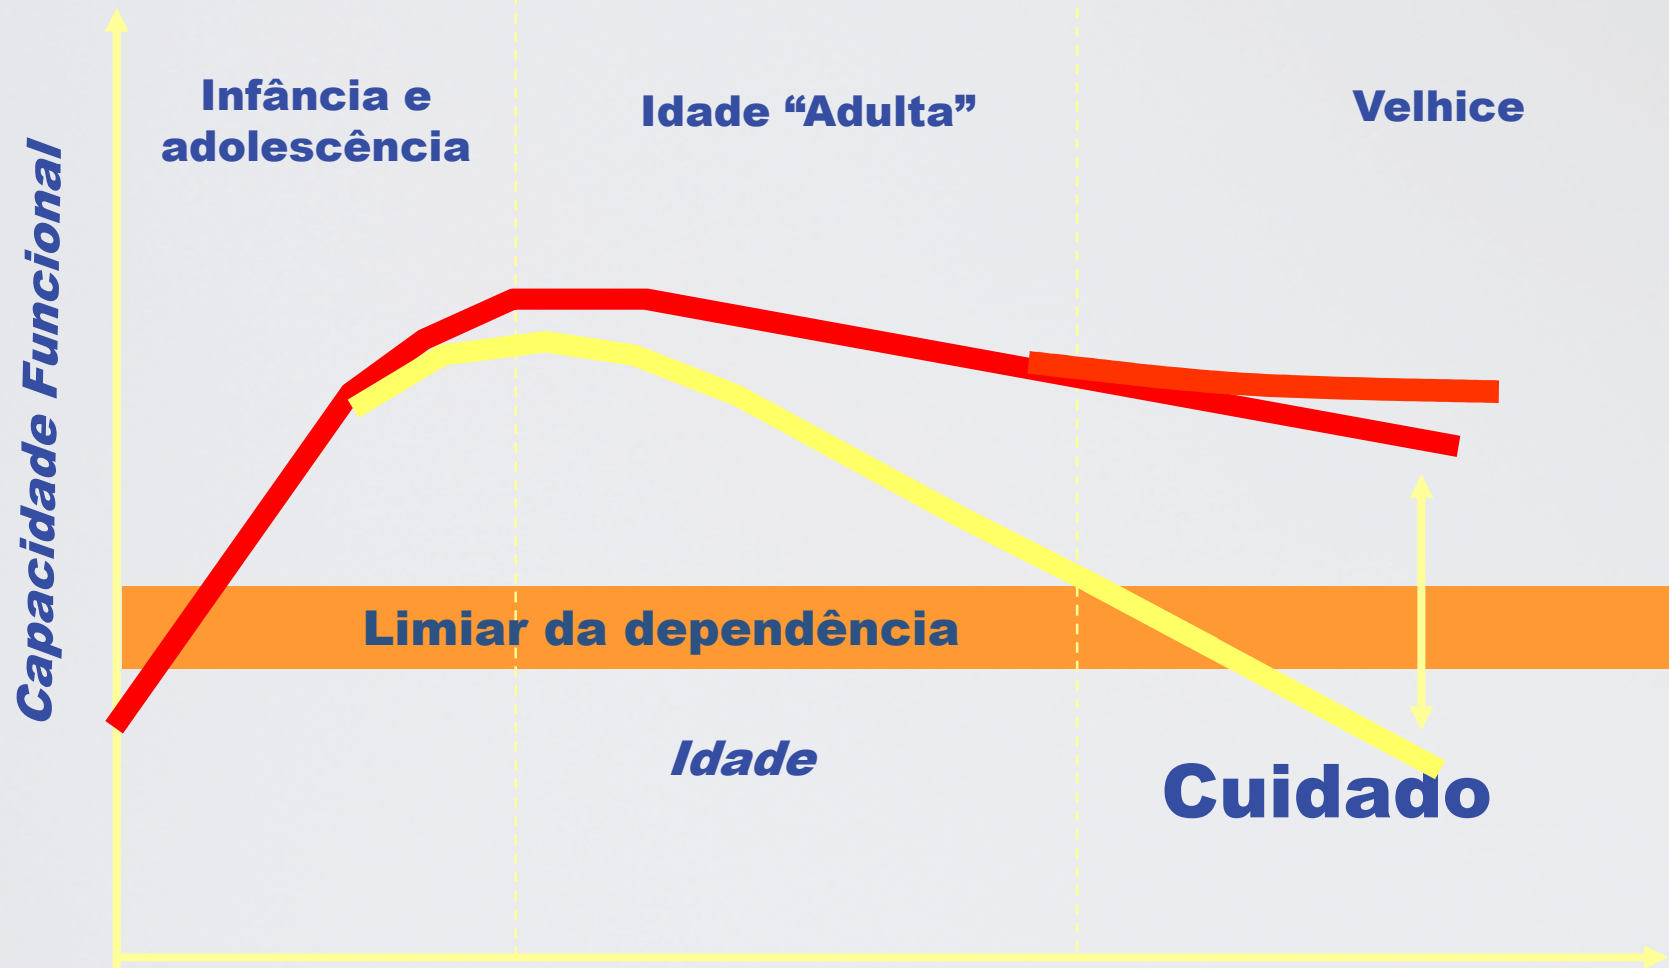 Infância e
adolescência
Idade “Adulta”
Velhice
Capacidade Funcional
Limiar da dependência
Idade
Cuidado